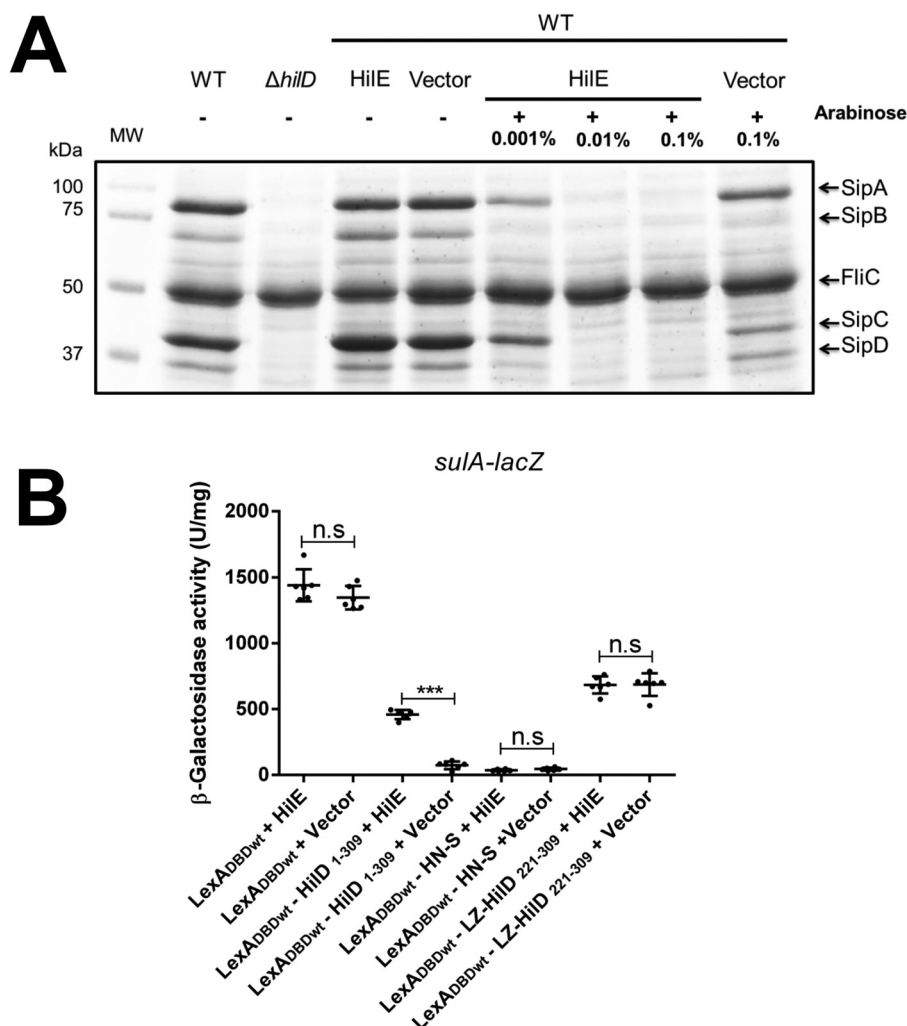 A
WT
WT ΔhilD HilE Vector HilE Vector
- - - - + + + + Arabinose
MW 0.001% 0.01% 0.1% 0.1%
kDa
100
75
50
37
SipA
SipB
FliC
SipC
SipD
B
sulA-lacZ
β-Galactosidase activity (U/mg)
2000
1500
1000
500
0
n.s
***
n.s
n.s
LexADBDwt + HilE
LexADBDwt + Vector
LexADBDwt - HilD 1-309 + HilE
LexADBDwt - HilD 1-309 + Vector
LexADBDwt - HN-S + HilE
LexADBDwt - HN-S +Vector
LexADBDwt - LZ-HilD 221-309 + HilE
LexADBDwt - LZ-HilD 221-309 + Vector